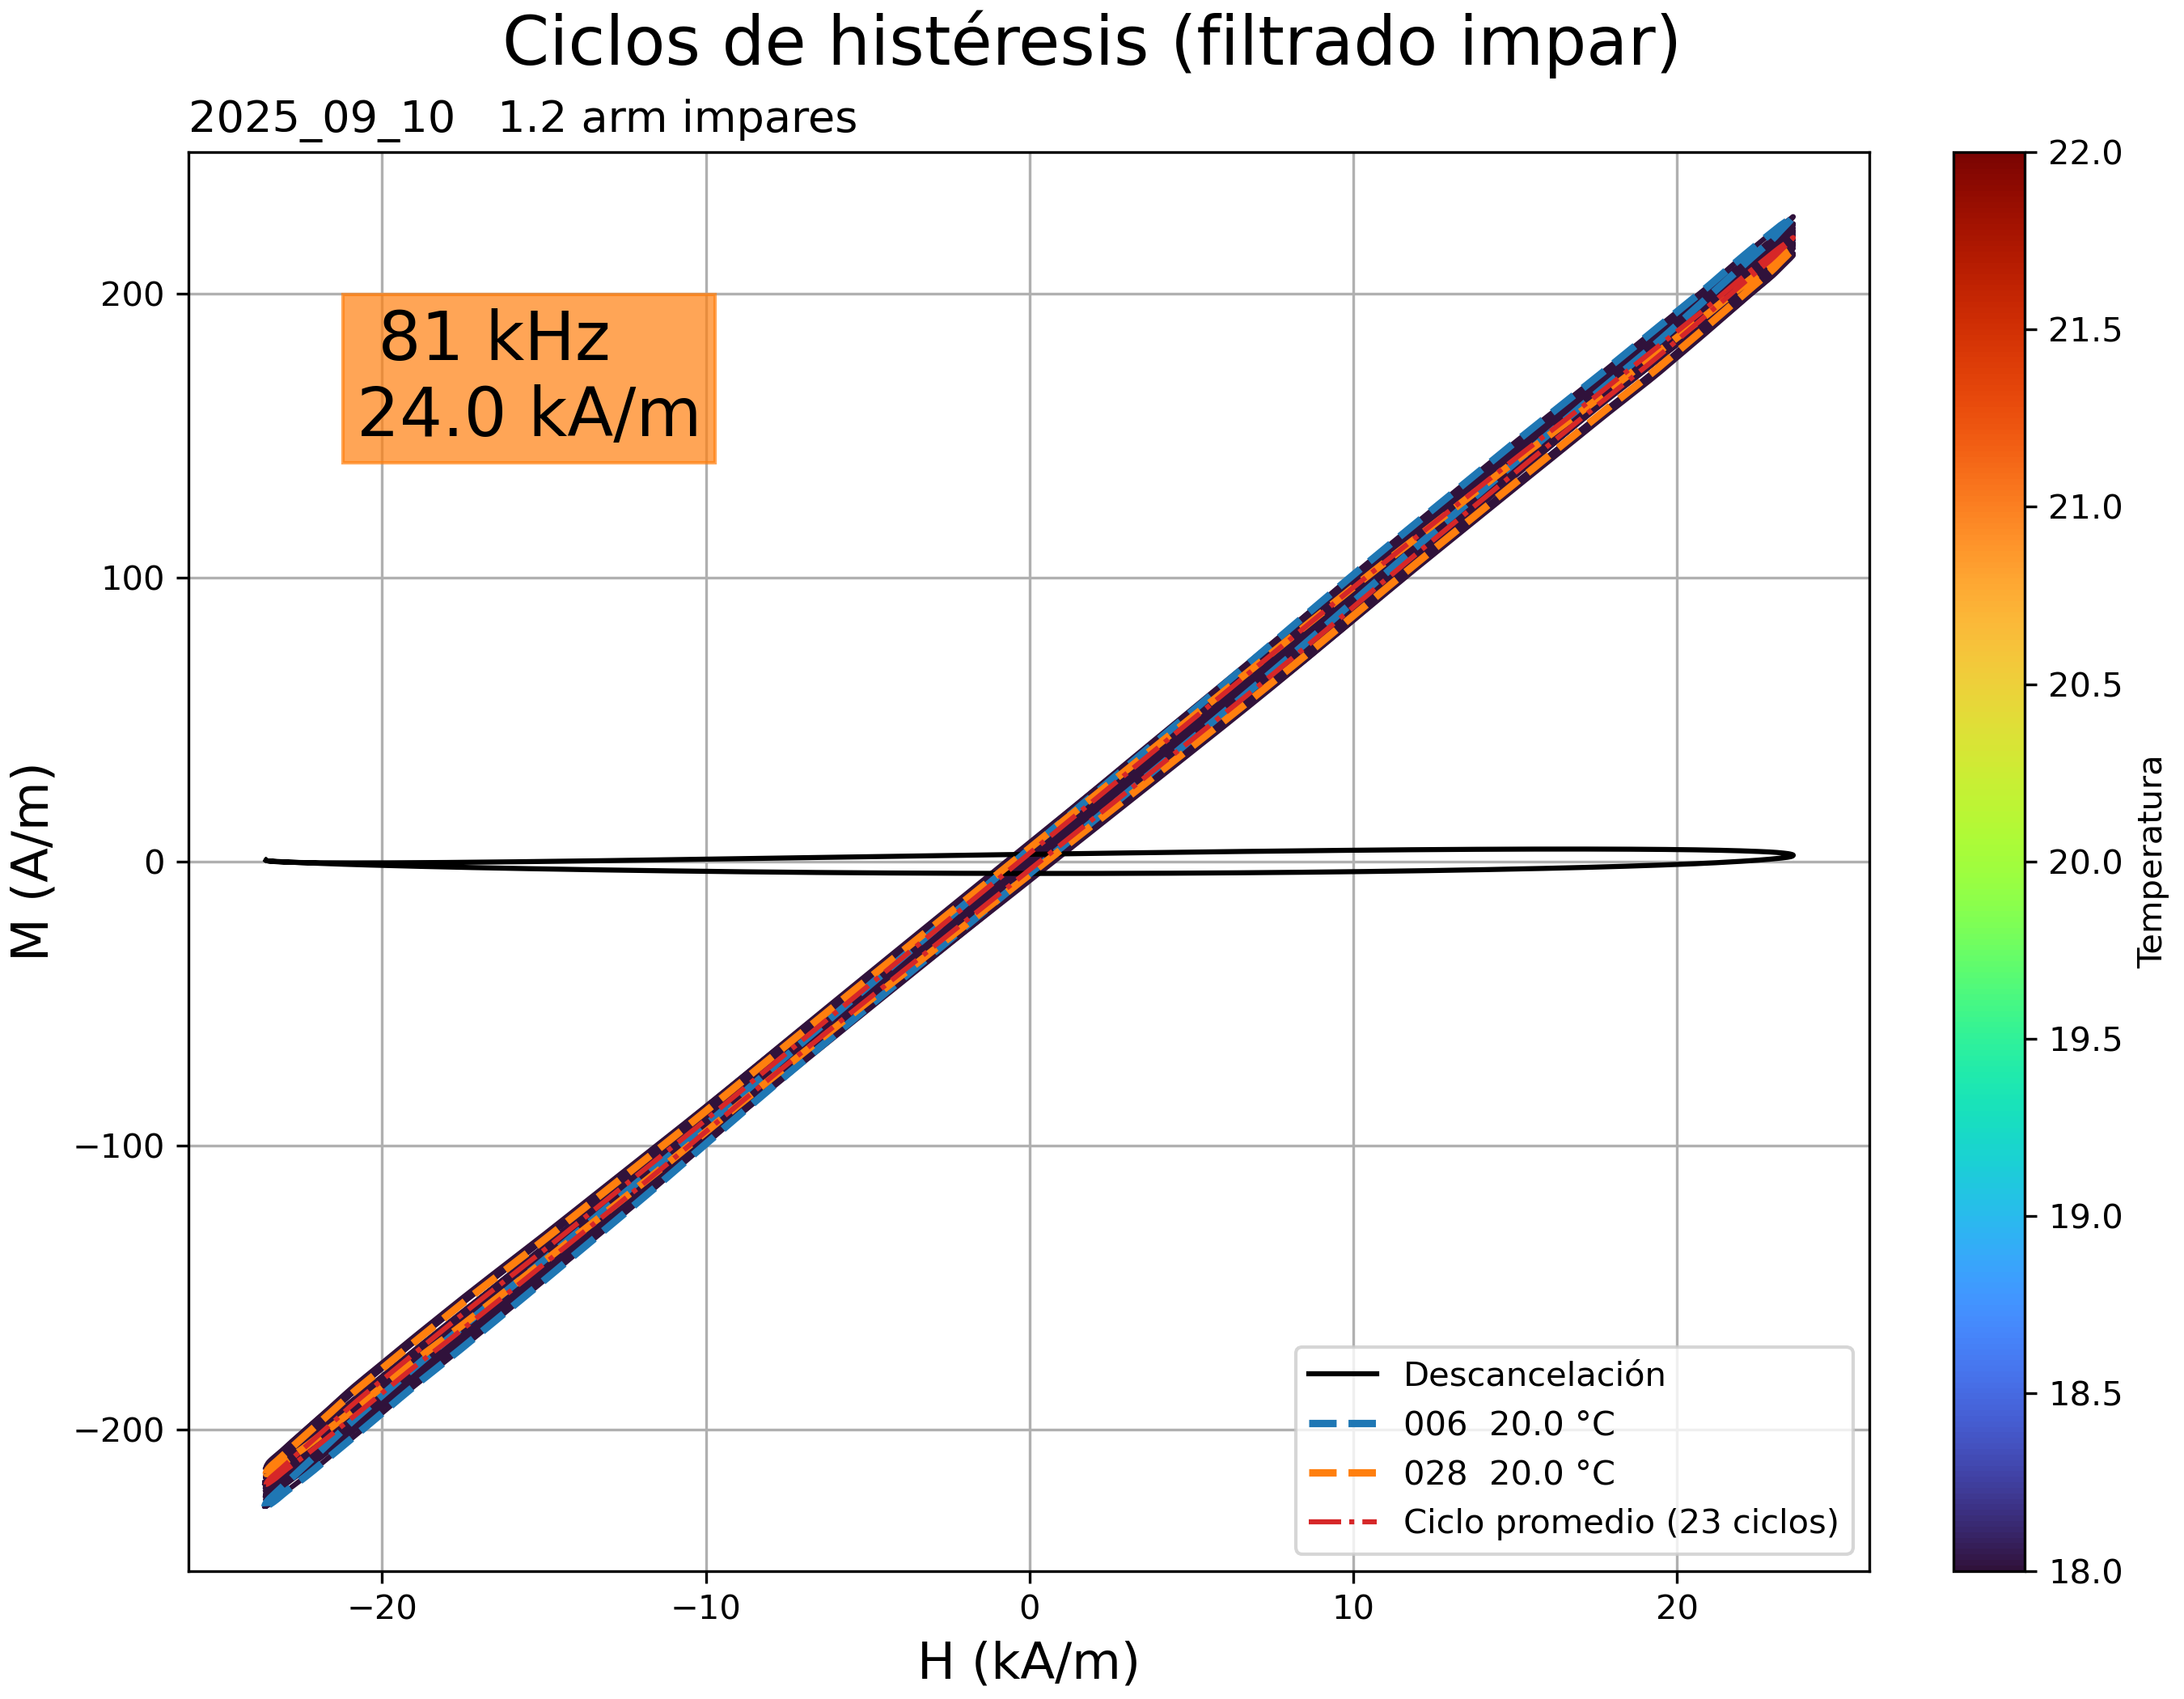 Ciclos de histéresis (filtrado impar)
2025_09_10   1.2 arm impares
81 kHz
24.0 kA/m
M (A/m)
200
100
0
−100
−200
−20
−10
0
10
20
H (kA/m)
Descancelación
006  20.0 °C
028  20.0 °C
Ciclo promedio (23 ciclos)
22.0
21.5
21.0
20.5
20.0
19.5
19.0
18.5
18.0
Temperatura